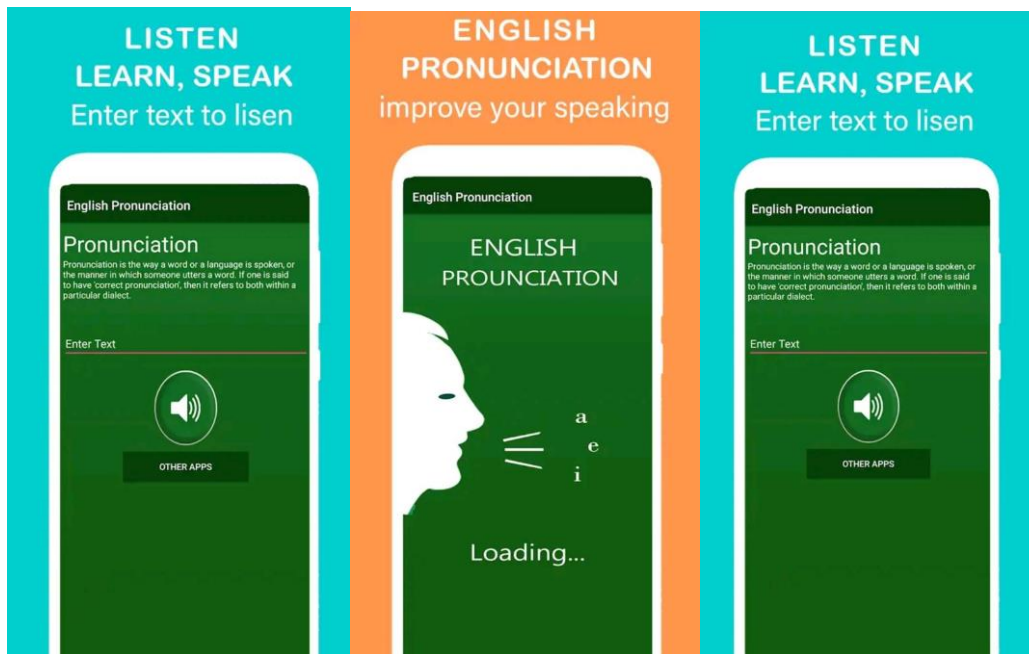 LISTEN
LEARN, SPEAK
Enter text to lisen
English Pronunciation
Pronunciation
Pronunciation is the way a word or a language is spoken, or
the manner in which someone utters a word. If one is said
to have 'correct pronunciation', then it refers to both within a
particular dialect.
Enter Text
OTHER APPS
ENGLISH
PRONUNCIATION
improve your speaking
English Pronunciation
ENGLISH
PROUNCIATION
a
e
i
Loading...
LISTEN
LEARN, SPEAK
Enter text to lisen
English Pronunciation
Pronunciation
Pronunciation is the way a word or a language is spoken, or
the manner in which someone utters a word. If one is said
to have 'correct pronunciation', then it refers to both within a
particular dialect.
Enter Text
OTHER APPS